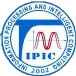 INFORMATION PROCESSING AND INTELLIGENT COMPUTING
IPIC
2002